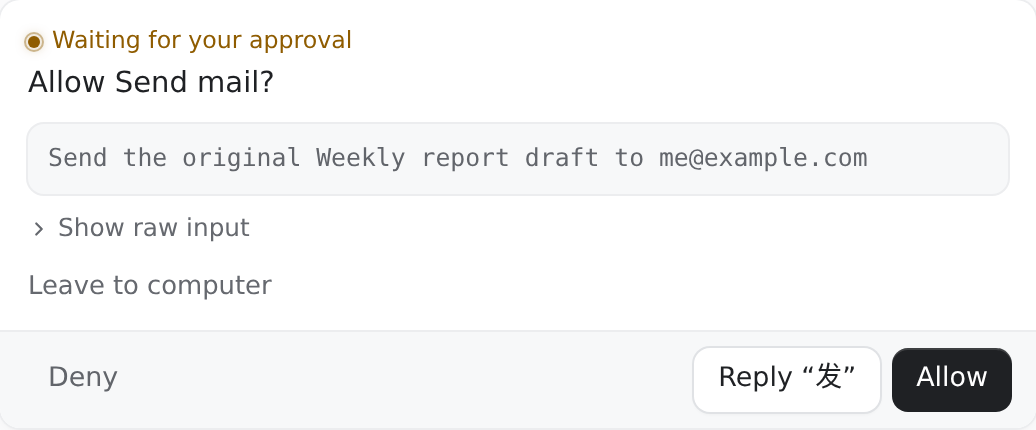 Waiting for your approval
Allow Send mail?
Send the original Weekly report draft to me@example.com
Show raw input
Leave to computer
Deny
Reply “发”
Allow